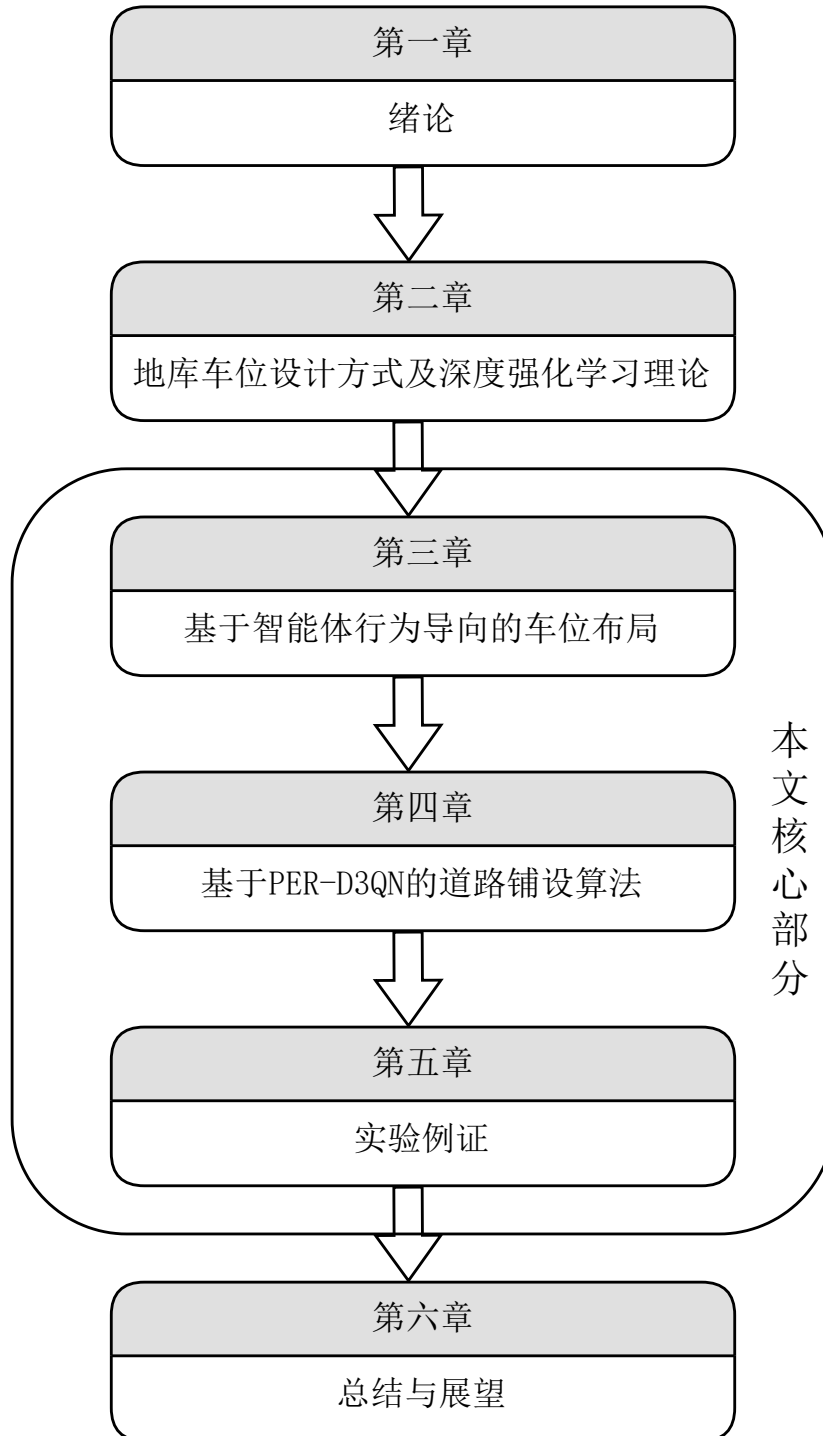 第一章
绪论
第二章
地库车位设计方式及深度强化学习理论
第三章
基于智能体行为导向的车位布局
第四章
基于PER-D3QN的道路铺设算法
第五章
实验例证
本文核心部分
第六章
总结与展望